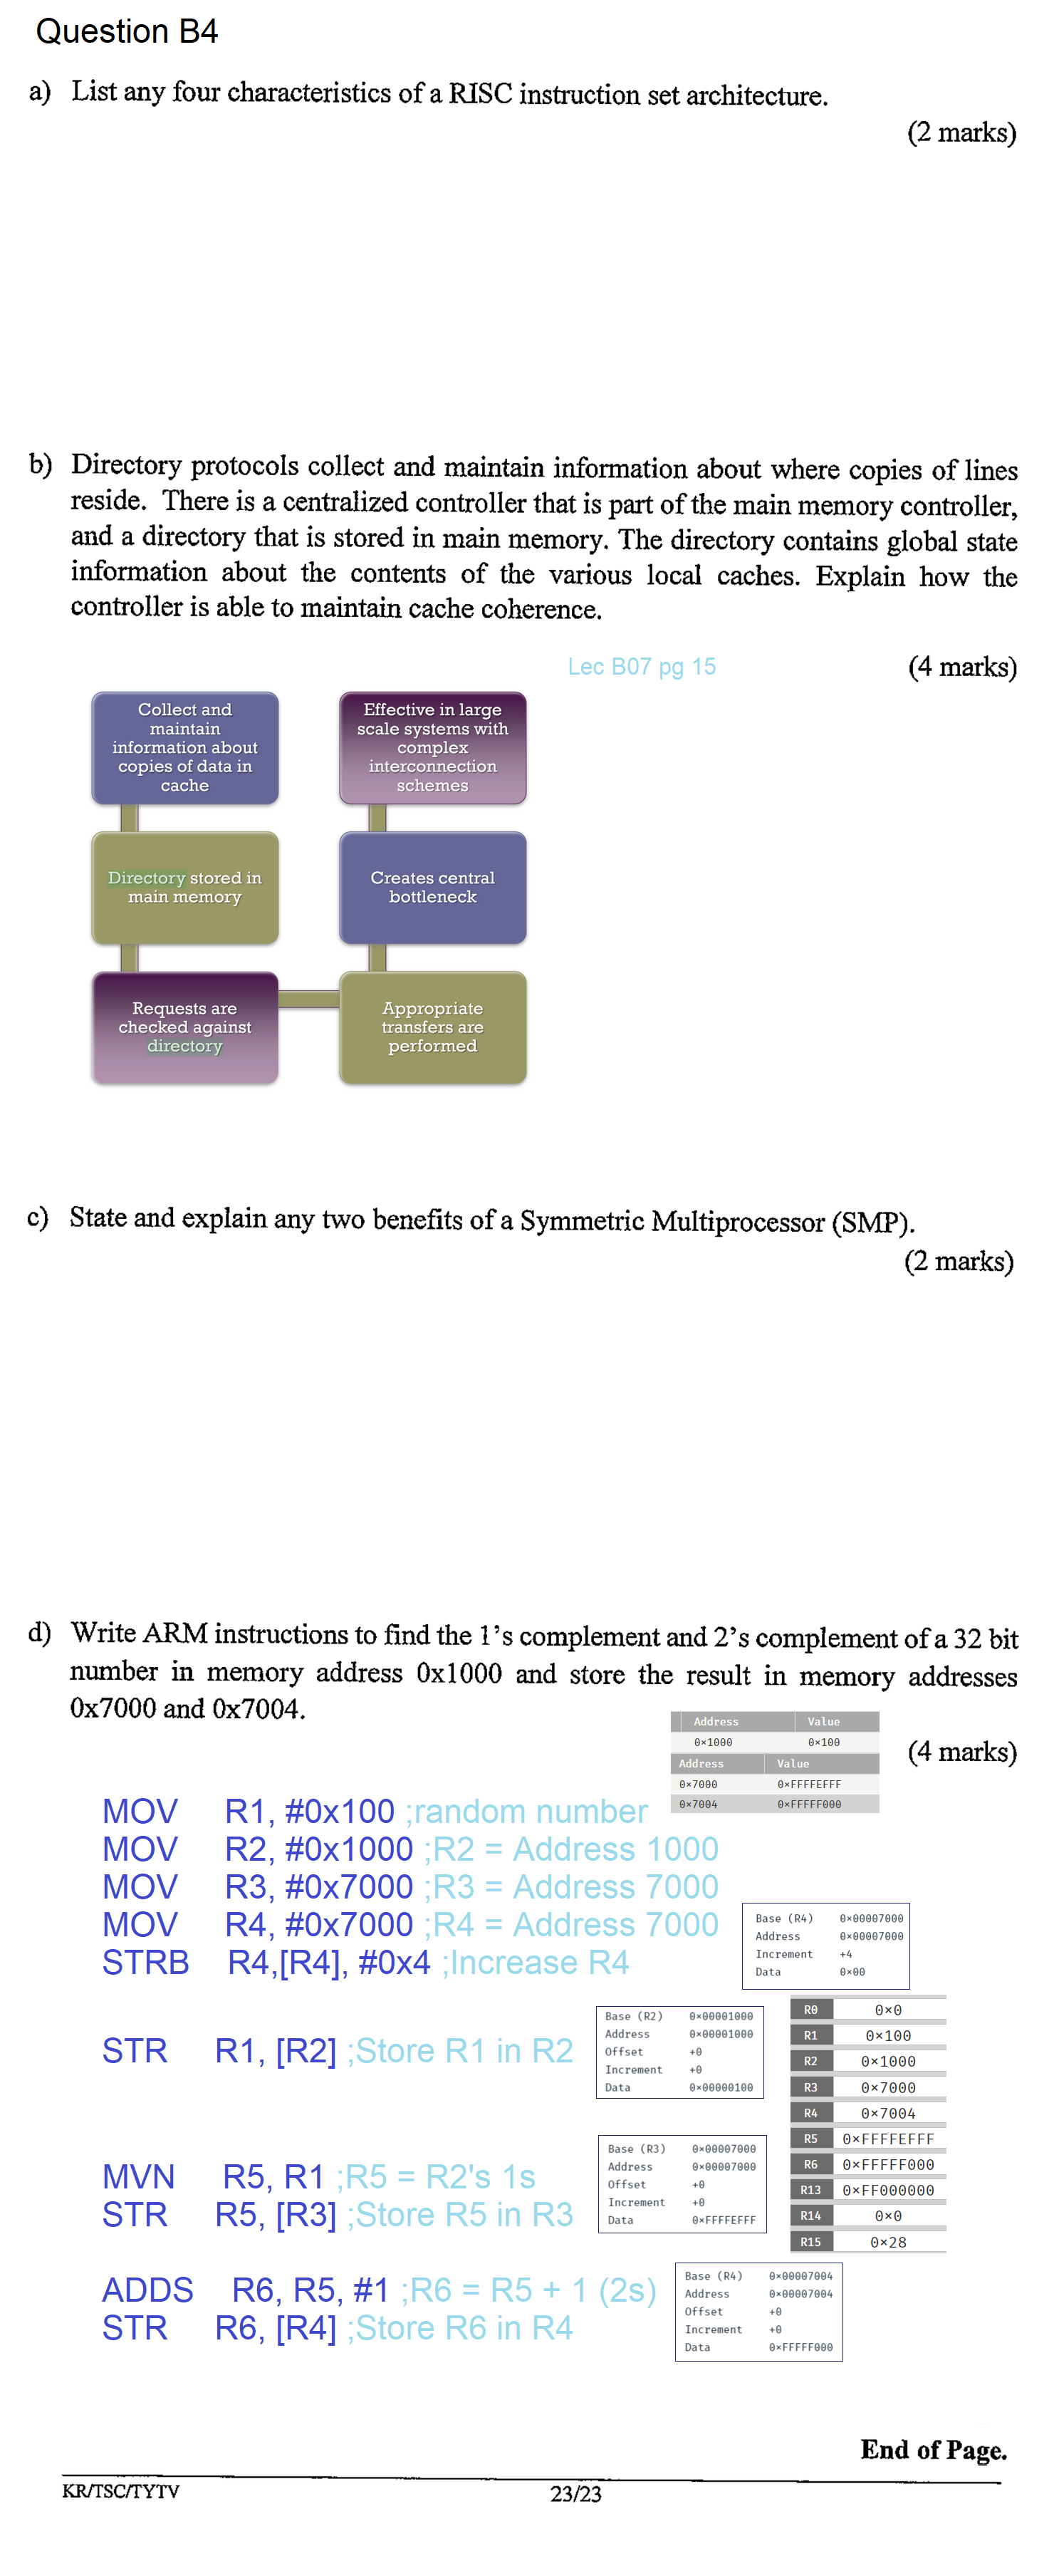 Question B4
a) List any four characteristics of a RISC instruction set architecture.
(2 marks)
b) Directory protocols collect and maintain information about where copies of lines
reside. There is a centralized controller that is part of the main memory controller,
and a directory that is stored in main memory. The directory contains global state
information about the contents of the various local caches. Explain how the
controller is able to maintain cache coherence.
Lec B07 pg 15
(4 marks)
Collect and
maintain
information about
copies of data in
cache
Directory stored in
main memory
Requests are
checked against
directory
Appropriate
transfers are
performed
Creates central
bottleneck
Effective in large
scale systems with
complex
interconnection
schemes
c) State and explain any two benefits of a Symmetric Multiprocessor (SMP).
(2 marks)
d) Write ARM instructions to find the 1's complement and 2's complement of a 32 bit
number in memory address 0x1000 and store the result in memory addresses
0x7000 and 0x7004.
(4 marks)
Address Value
0×1000 0×100
Address Value
0×7000 0×FFFFEFFF
0×7004 0×FFFFF000
MOV R1, #0x100 ;random number
MOV R2, #0x1000 ;R2 = Address 1000
MOV R3, #0x7000 ;R3 = Address 7000
MOV R4, #0x7000 ;R4 = Address 7000
STRB R4,[R4], #0x4 ;Increase R4
Base (R4) 0×00007000
Address 0×00007000
Increment +4
Data 0×00
STR R1, [R2] ;Store R1 in R2
Base (R2) 0×00001000
Address 0×00001000
Offset +0
Increment +0
Data 0×00000100
R0 0×0
R1 0×100
R2 0×1000
R3 0×7000
R4 0×7004
R5 0×FFFFEFFF
R6 0×FFFFF000
R13 0×FF000000
R14 0×0
R15 0×28
MVN R5, R1 ;R5 = R2's 1s
STR R5, [R3] ;Store R5 in R3
Base (R3) 0×00007000
Address 0×00007000
Offset +0
Increment +0
Data 0×FFFFEFFF
ADDS R6, R5, #1 ;R6 = R5 + 1 (2s)
STR R6, [R4] ;Store R6 in R4
Base (R4) 0×00007004
Address 0×00007004
Offset +0
Increment +0
Data 0×FFFFF000
End of Page.
KR/TSC/TYTV
23/23